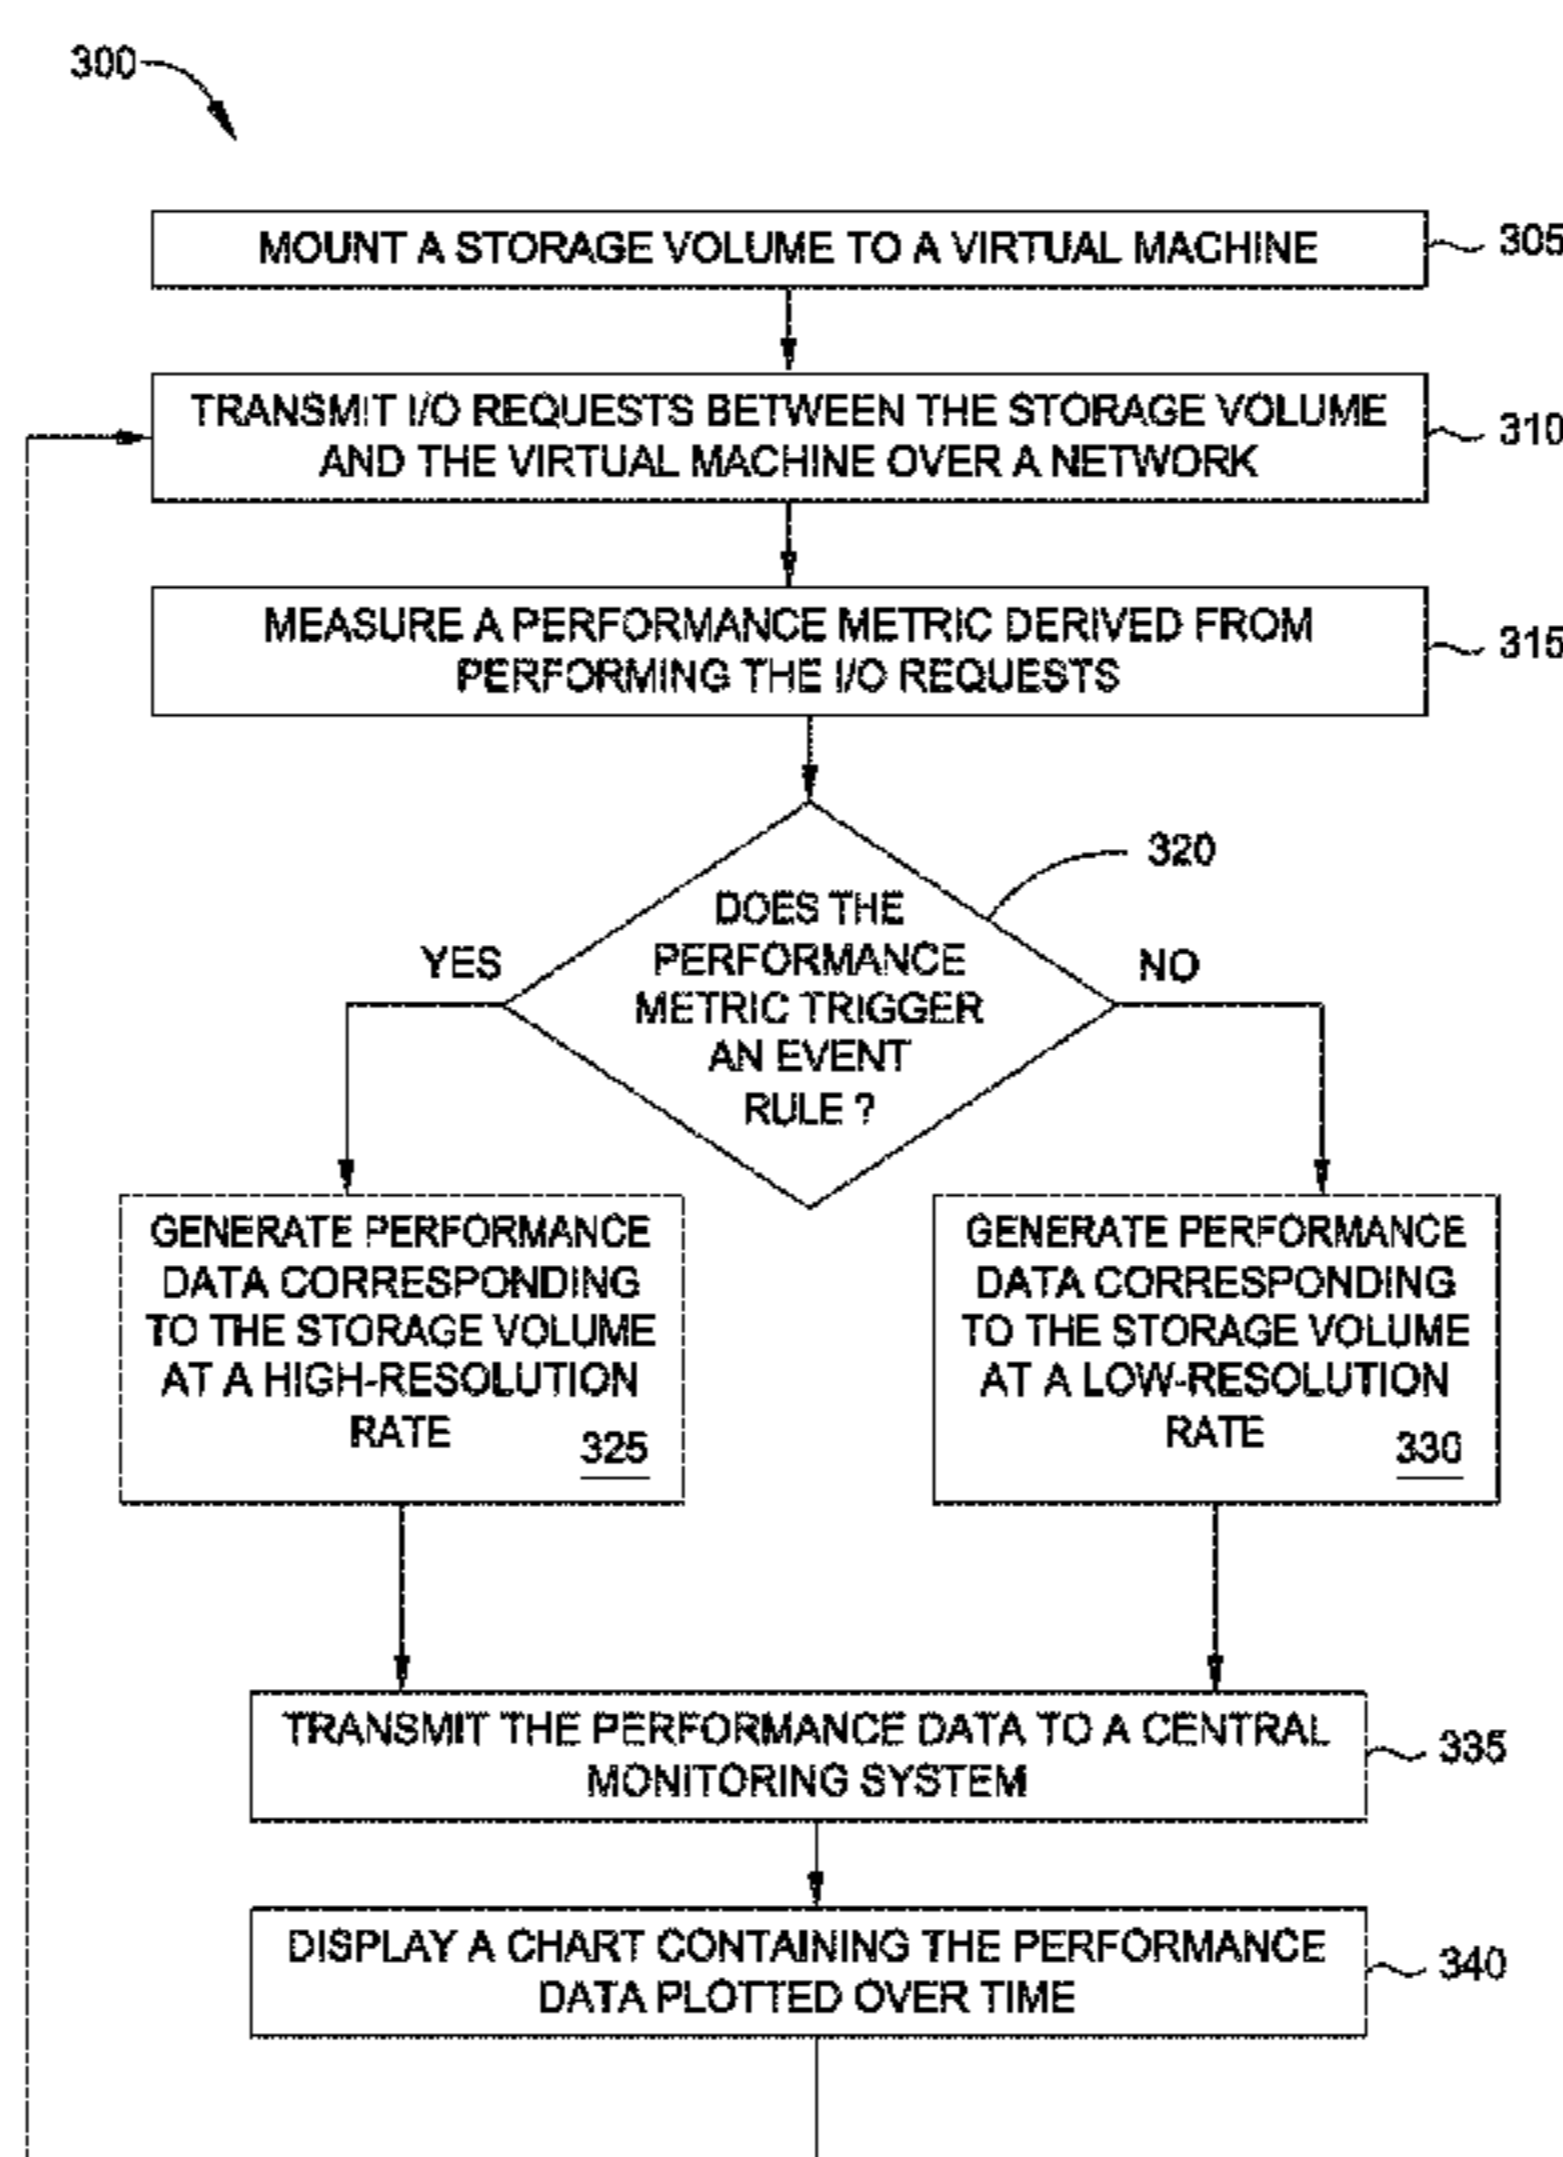 300
MOUNT A STORAGE VOLUME TO A VIRTUAL MACHINE
305
TRANSMIT I/O REQUESTS BETWEEN THE STORAGE VOLUME
AND THE VIRTUAL MACHINE OVER A NETWORK
310
MEASURE A PERFORMANCE METRIC DERIVED FROM
PERFORMING THE I/O REQUESTS
315
320
DOES THE
PERFORMANCE
METRIC TRIGGER
AN EVENT
RULE ?
YES
NO
GENERATE PERFORMANCE
DATA CORRESPONDING
TO THE STORAGE VOLUME
AT A HIGH-RESOLUTION
RATE
325
GENERATE PERFORMANCE
DATA CORRESPONDING
TO THE STORAGE VOLUME
AT A LOW-RESOLUTION
RATE
330
TRANSMIT THE PERFORMANCE DATA TO A CENTRAL
MONITORING SYSTEM
335
DISPLAY A CHART CONTAINING THE PERFORMANCE
DATA PLOTTED OVER TIME
340